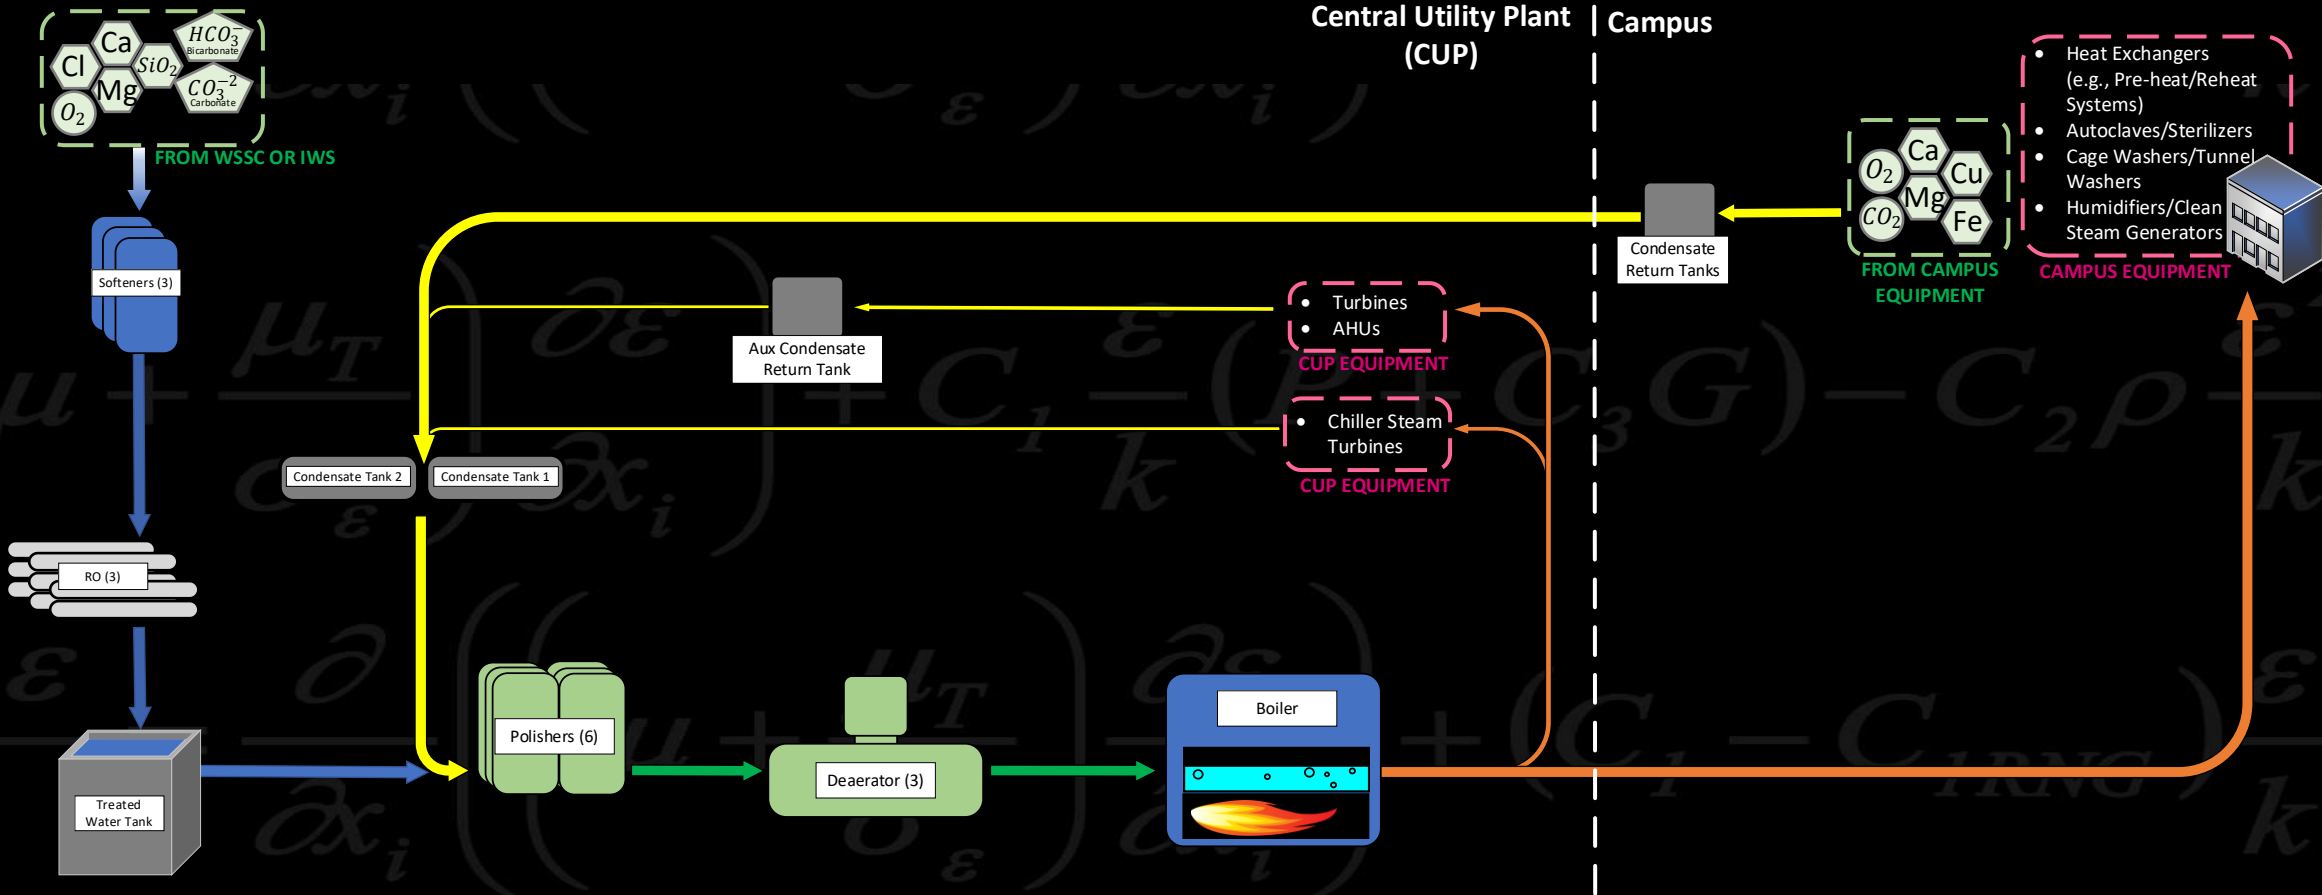 Central Utility Plant
(CUP)
Campus
Cl
Ca
Mg
SiO₂
O₂
HCO₃⁻
Bicarbonate
CO₃⁻²
Carbonate
FROM WSSC OR IWS
Softeners (3)
RO (3)
Treated
Water Tank
Condensate Tank 2
Condensate Tank 1
Aux Condensate
Return Tank
• Turbines
• AHUs
CUP EQUIPMENT
• Chiller Steam
Turbines
CUP EQUIPMENT
Polishers (6)
Deaerator (3)
Boiler
Condensate
Return Tanks
O₂
CO₂
Ca
Mg
Cu
Fe
FROM CAMPUS
EQUIPMENT
• Heat Exchangers
(e.g., Pre-heat/Reheat
Systems)
• Autoclaves/Sterilizers
• Cage Washers/Tunnel
Washers
• Humidifiers/Clean
Steam Generators
CAMPUS EQUIPMENT